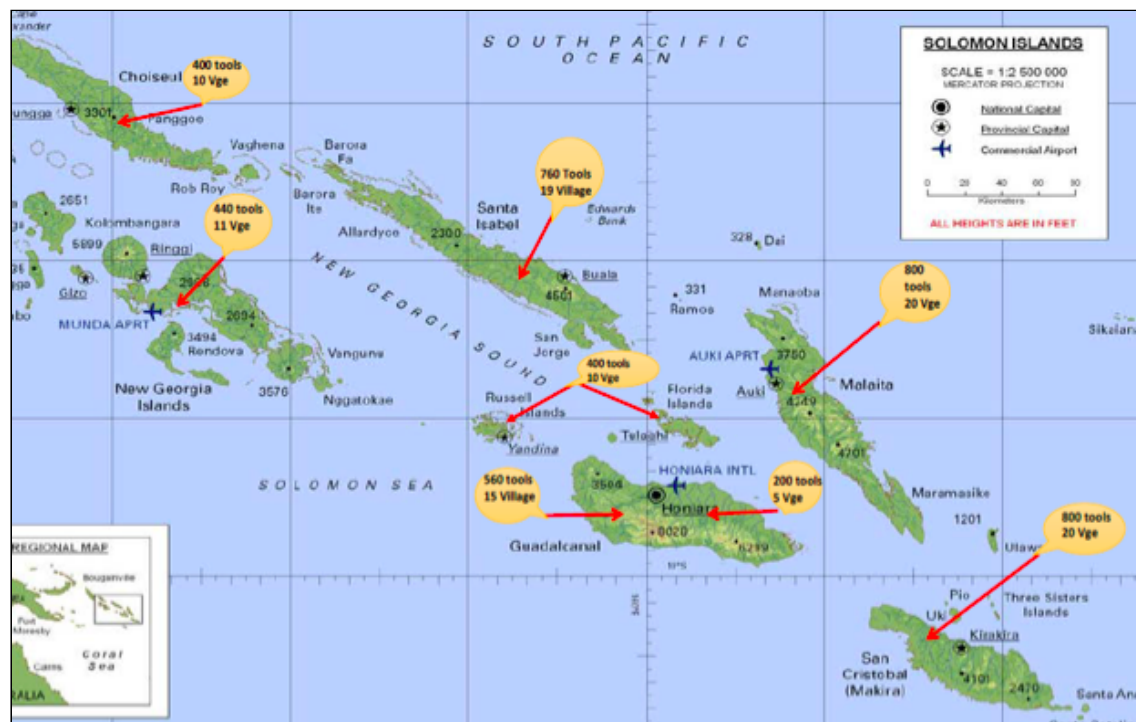 SOUTH PACIFIC
OCEAN
SOLOMON ISLANDS
SCALE = 1:2 500 000
MERCATOR PROJECTION
National Capital
Provincial Capital
Commercial Airport
0 20 40 60 80
Kilometers
ALL HEIGHTS ARE IN FEET
Choiseul
400 tools
10 Vge
3301
Panggoe
Vaghena
Rob Roy
Barora
Fa
Barora
Ite
760 Tools
19 Village
Edwards
Bank
Santa
Isabel
Allardyce
2300
Buala
4501
San
Jorge
328
Dai
331
Ramos
2651
Kolombangara
440 tools
11 Vge
5899
Ringgi
Gizo
MUNDA APRT
2694
3494
Rendova
Vangunu
New Georgia
Islands
3576
Nggatokae
NEW GEORGIA SOUND
800
tools
20 Vge
Manaoba
3750
AUKI APRT
Auki
Malaita
4249
4701
Maramasike
Sikaiana
400 tools
10 Vge
Russell
Islands
Yandina
Florida
Islands
Tulaghi
SOLOMON SEA
560 tools
15 Village
HONIARA INTL
200 tools
5 Vge
Honiara
Guadalcanal
8028
1201
800 tools
20 Vge
Pio
Uki
Three Sisters
Islands
Kirakira
San
Cristobal
(Makira)
4101
2470
REGIONAL MAP
Bougainville
Port
Moresby
Coral
Sea
Cairns